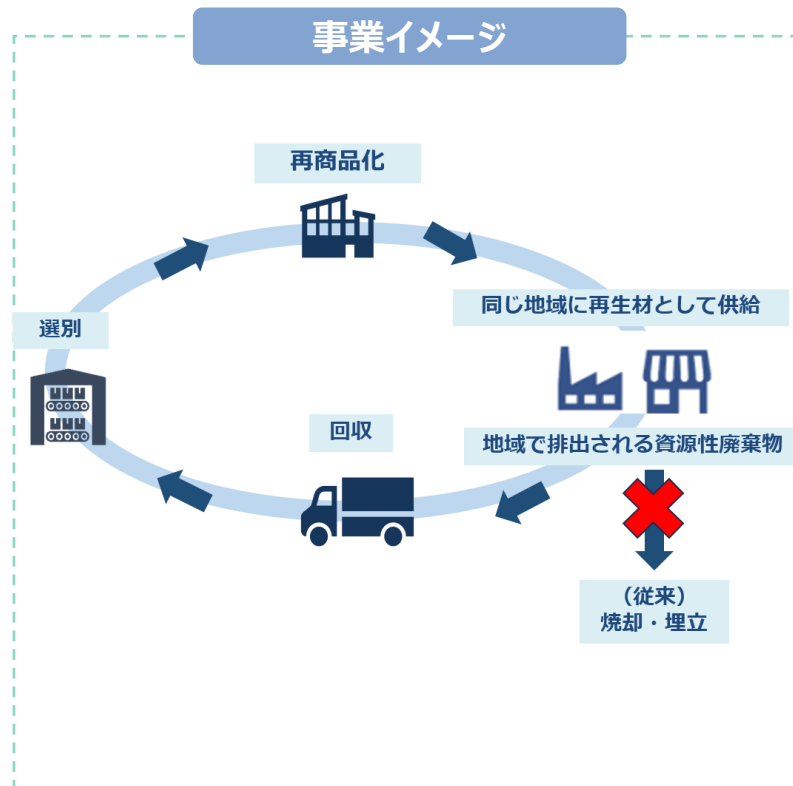 事業イメージ
再商品化
同じ地域に再生材として供給
選別
回収
地域で排出される資源性廃棄物
（従来）
焼却・埋立